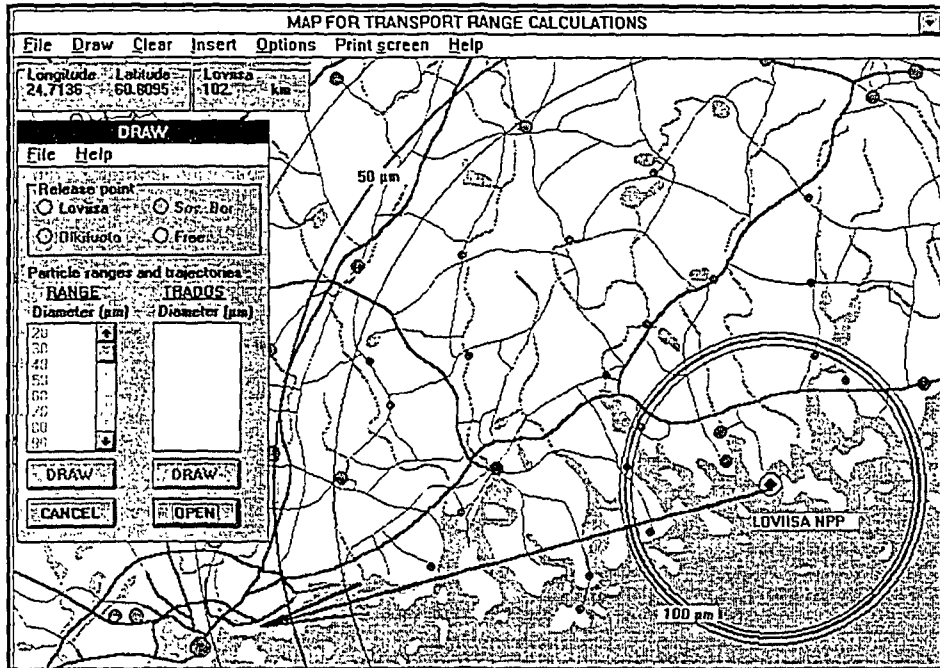 MAP FOR TRANSPORT RANGE CALCULATIONS
File Draw Clear Insert Options Print screen Help
Longitude Latitude Loviisa
24.7136 60.8095 102. km
DRAW
File Help
50 µm
Release point
Loviisa Sos. Bor
Olkiluoto Free
Particle ranges and trajectories
RANGE TRADOS
Diameter (µm) Diameter (µm)
20
30
40
50
60
70
80
90
DRAW DRAW
CANCEL OPEN
LOVIISA NPP
100 µm